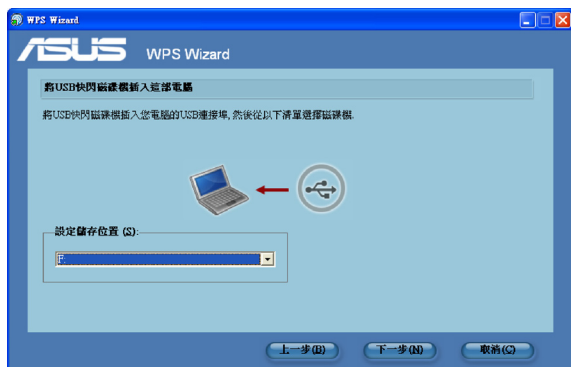 WPS Wizard
ASUS WPS Wizard
將USB快閃磁碟機插入這部電腦
將USB快閃磁碟機插入您電腦的USB連接埠, 然後從以下清單選擇磁碟機.
設定儲存位置 (S):
F:
上一步(B) 下一步(N) 取消(C)